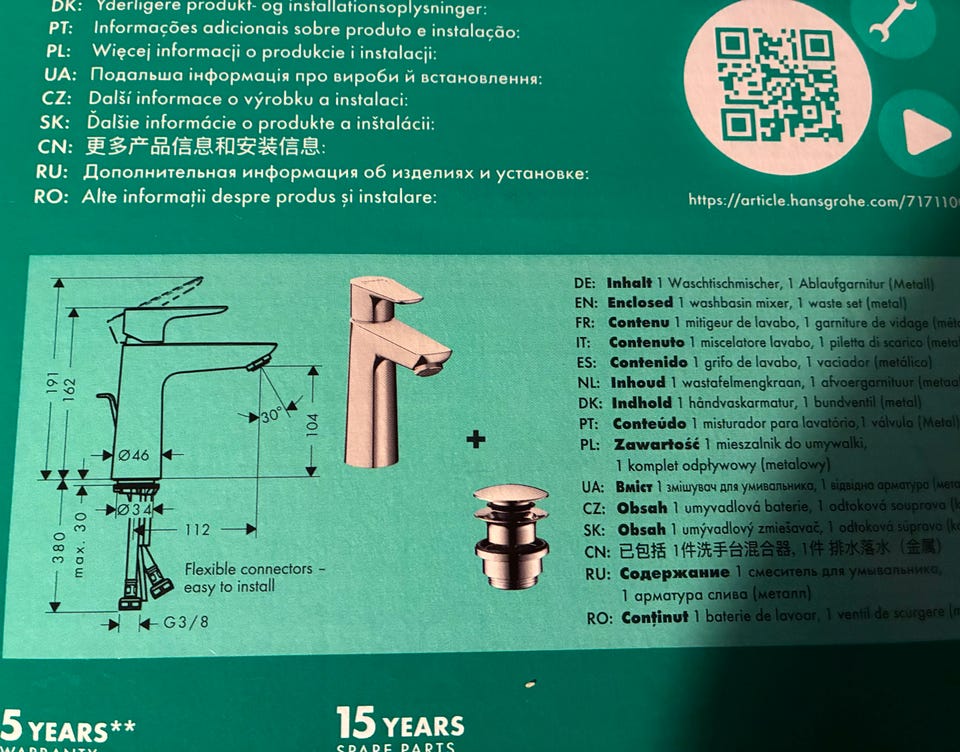 DK: Yderligere produkt- og installationsoplysninger:
PT: Informações adicionais sobre produto e instalação:
PL: Więcej informacji o produkcie i instalacji:
UA: Подальша інформація про вироби й встановлення:
CZ: Další informace o výrobku a instalaci:
SK: Ďalšie informácie o produkte a inštalácii:
CN: 更多产品信息和安装信息:
RU: Дополнительная информация об изделиях и установке:
RO: Alte informații despre produs și instalare:
https://article.hansgrohe.com/717110
191
162
30°
104
Ø46
Ø34
112
380
max. 30
Flexible connectors –
easy to install
G3/8
+
DE: Inhalt 1 Waschtischmischer, 1 Ablaufgarnitur (Metall)
EN: Enclosed 1 washbasin mixer, 1 waste set (metal)
FR: Contenu 1 mitigeur de lavabo, 1 garniture de vidage
IT: Contenuto 1 miscelatore lavabo, 1 piletta di scarico
ES: Contenido 1 grifo de lavabo, 1 vaciador (metálico)
NL: Inhoud 1 wastafelmengkraan, 1 afvoergarnituur
DK: Indhold 1 håndvaskarmatur, 1 bundventil (metal)
PT: Conteúdo 1 misturador para lavatório, 1 válvula (Metal)
PL: Zawartość 1 mieszalnik do umywalki,
1 komplet odpływowy (metalowy)
UA: Вміст 1 змішувач для умивальника, 1 відвідна арматура
CZ: Obsah 1 umyvadlová baterie, 1 odtoková souprava
SK: Obsah 1 umývadlový zmiešavač, 1 odtoková súprava
CN: 已包括 1件洗手台混合器, 1件 排水落水（金属）
RU: Содержание 1 смеситель для умывальника,
1 арматура слива (металл)
RO: Conținut 1 baterie de lavoar, 1 ventil de scurgere
5 YEARS**
WARRANTY
15 YEARS
SPARE PARTS